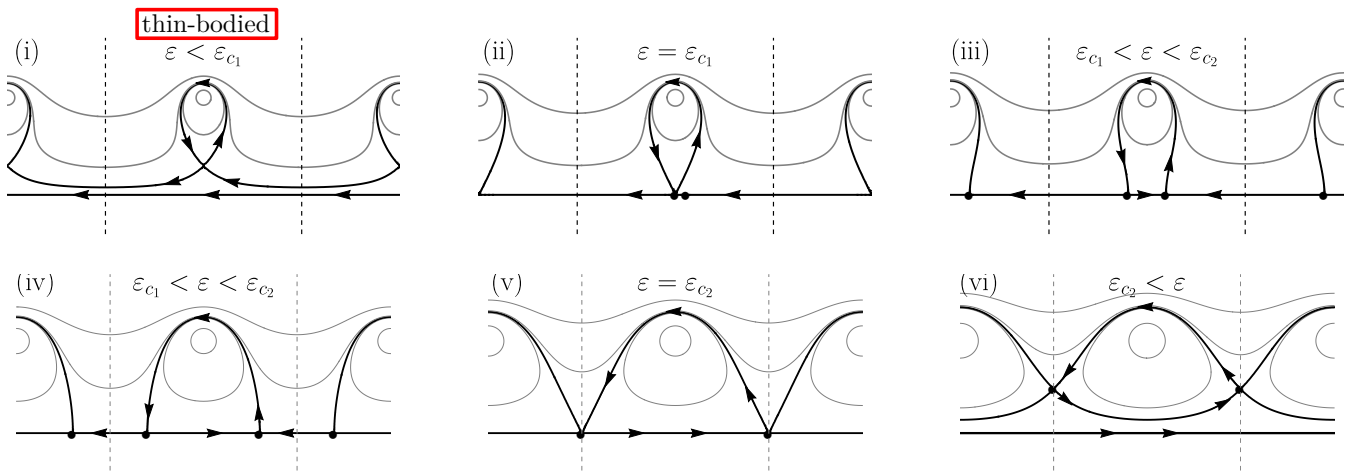 thin-bodied
(i) ε < ε_{c_1}
(ii) ε = ε_{c_1}
(iii) ε_{c_1} < ε < ε_{c_2}
(iv) ε_{c_1} < ε < ε_{c_2}
(v) ε = ε_{c_2}
(vi) ε_{c_2} < ε